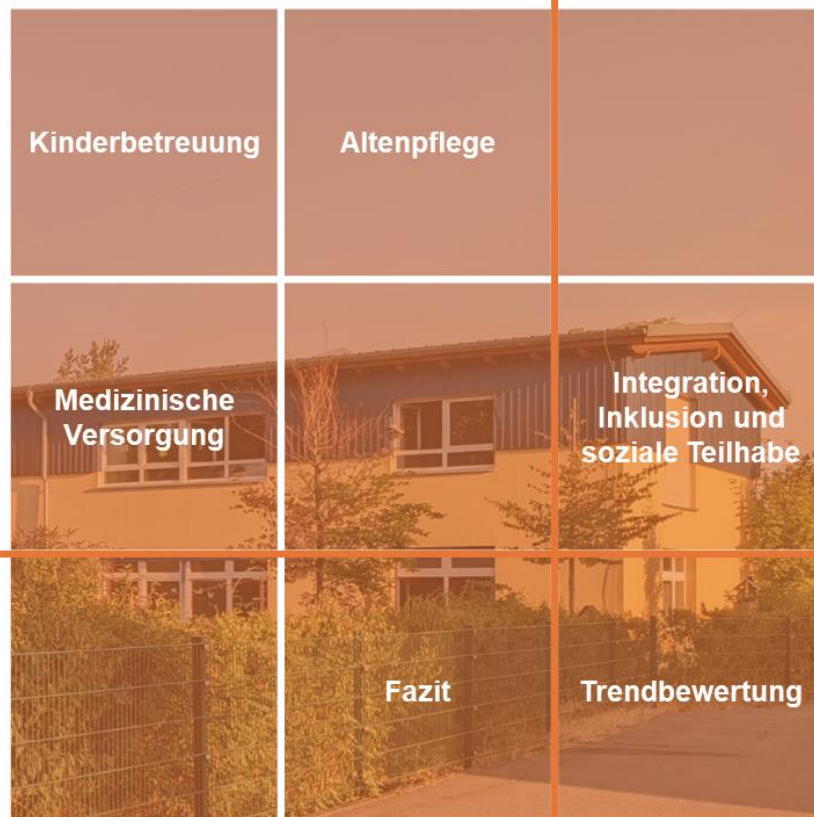 Kinderbetreuung
Altenpflege
Medizinische
Versorgung
Integration,
Inklusion und
soziale Teilhabe
Fazit
Trendbewertung